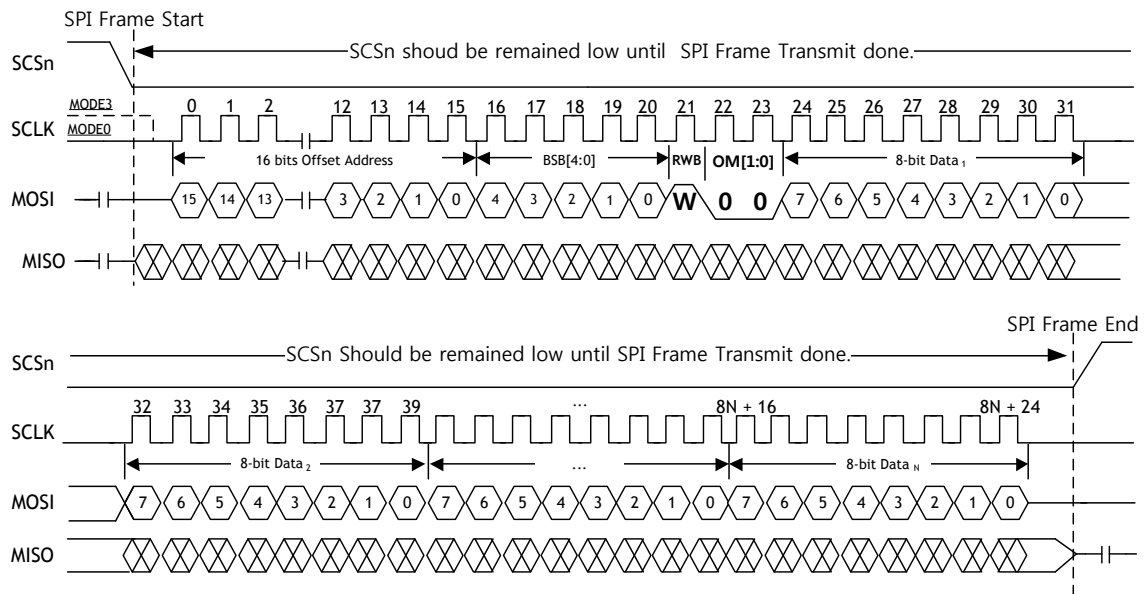 SPI Frame Start
SCSn
SCSn shoud be remained low until SPI Frame Transmit done.
MODE3
0 1 2 12 13 14 15 16 17 18 19 20 21 22 23 24 25 26 27 28 29 30 31
SCLK
MODE0
16 bits Offset Address BSB[4:0] RWB OM[1:0] 8-bit Data 1
MOSI 15 14 13 3 2 1 0 4 3 2 1 0 W 0 0 7 6 5 4 3 2 1 0
MISO
SPI Frame End
SCSn
SCSn Should be remained low until SPI Frame Transmit done.
32 33 34 35 36 37 37 39 ... 8N + 16 8N + 24
SCLK
8-bit Data 2 ... 8-bit Data N
MOSI 7 6 5 4 3 2 1 0 7 6 5 4 3 2 1 0 7 6 5 4 3 2 1 0
MISO